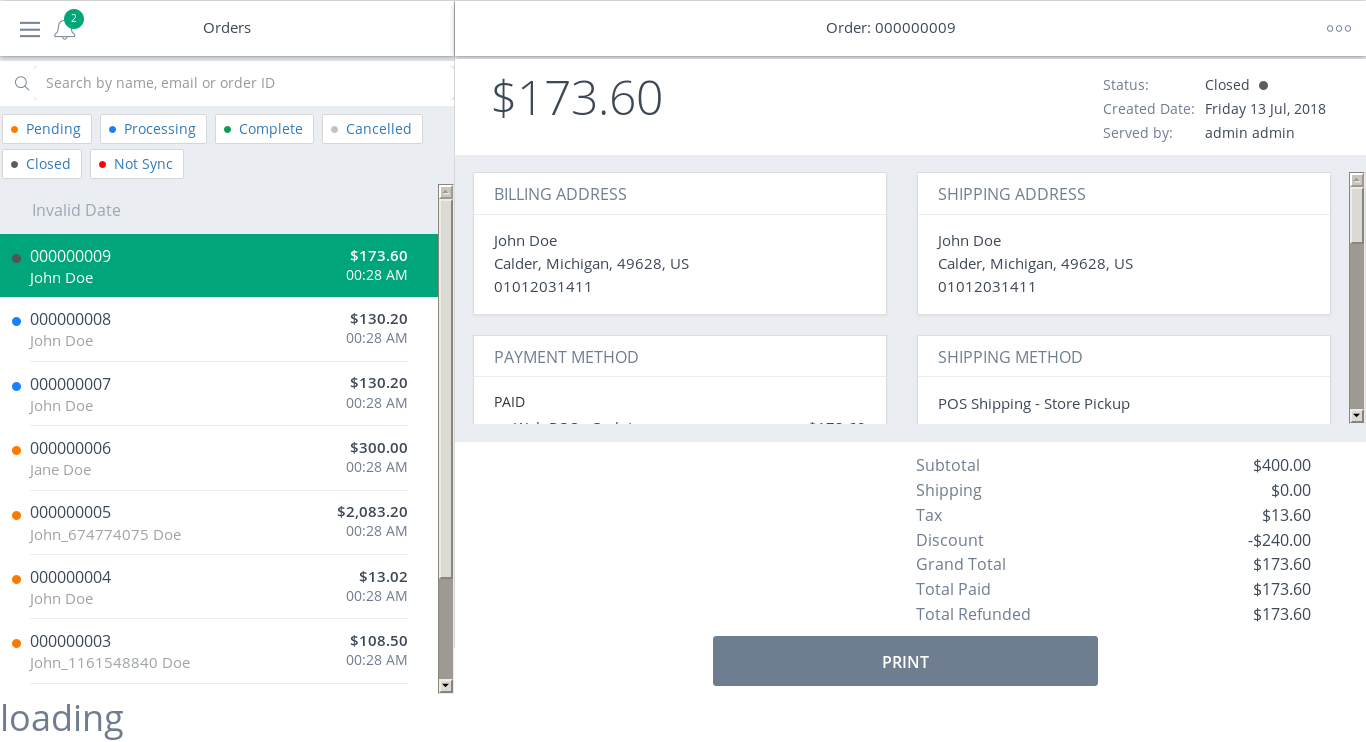 2
Orders
Order: 000000009
Search by name, email or order ID
Pending
Processing
Complete
Cancelled
Closed
Not Sync
Invalid Date
000000009 $173.60
John Doe 00:28 AM
000000008 $130.20
John Doe 00:28 AM
000000007 $130.20
John Doe 00:28 AM
000000006 $300.00
Jane Doe 00:28 AM
000000005 $2,083.20
John_674774075 Doe 00:28 AM
000000004 $13.02
John Doe 00:28 AM
000000003 $108.50
John_1161548840 Doe 00:28 AM
loading
$173.60
Status: Closed
Created Date: Friday 13 Jul, 2018
Served by: admin admin
BILLING ADDRESS
John Doe
Calder, Michigan, 49628, US
01012031411
SHIPPING ADDRESS
John Doe
Calder, Michigan, 49628, US
01012031411
PAYMENT METHOD
PAID
SHIPPING METHOD
POS Shipping - Store Pickup
Subtotal $400.00
Shipping $0.00
Tax $13.60
Discount -$240.00
Grand Total $173.60
Total Paid $173.60
Total Refunded $173.60
PRINT